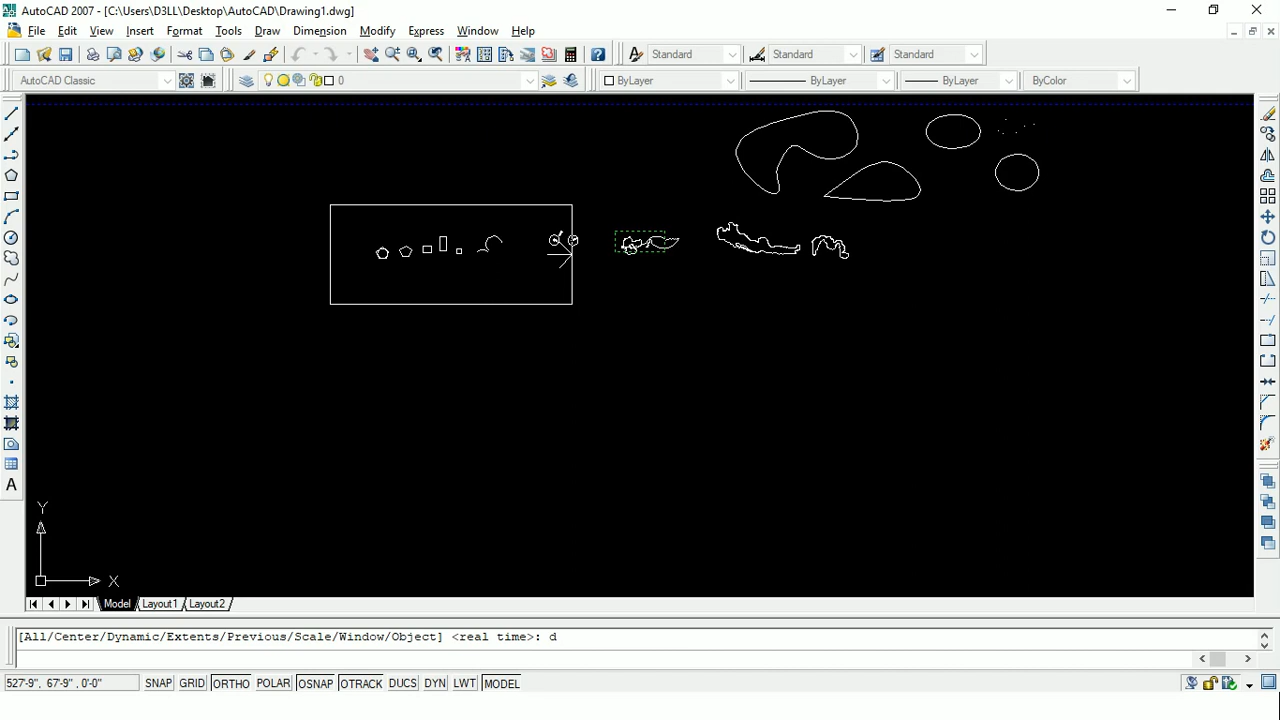 AutoCAD 2007 - [C:\Users\D3LL\Desktop\AutoCAD\Drawing1.dwg]
File Edit View Insert Format Tools Draw Dimension Modify Express Window Help
Standard Standard Standard
AutoCAD Classic 0 ByLayer ByLayer ByLayer ByColor
A
Y
X
Model Layout1 Layout2
[All/Center/Dynamic/Extents/Previous/Scale/Window/Object] <real time>: d
527'-9", 67'-9", 0'-0" SNAP GRID ORTHO POLAR OSNAP OTRACK DUCS DYN LWT MODEL